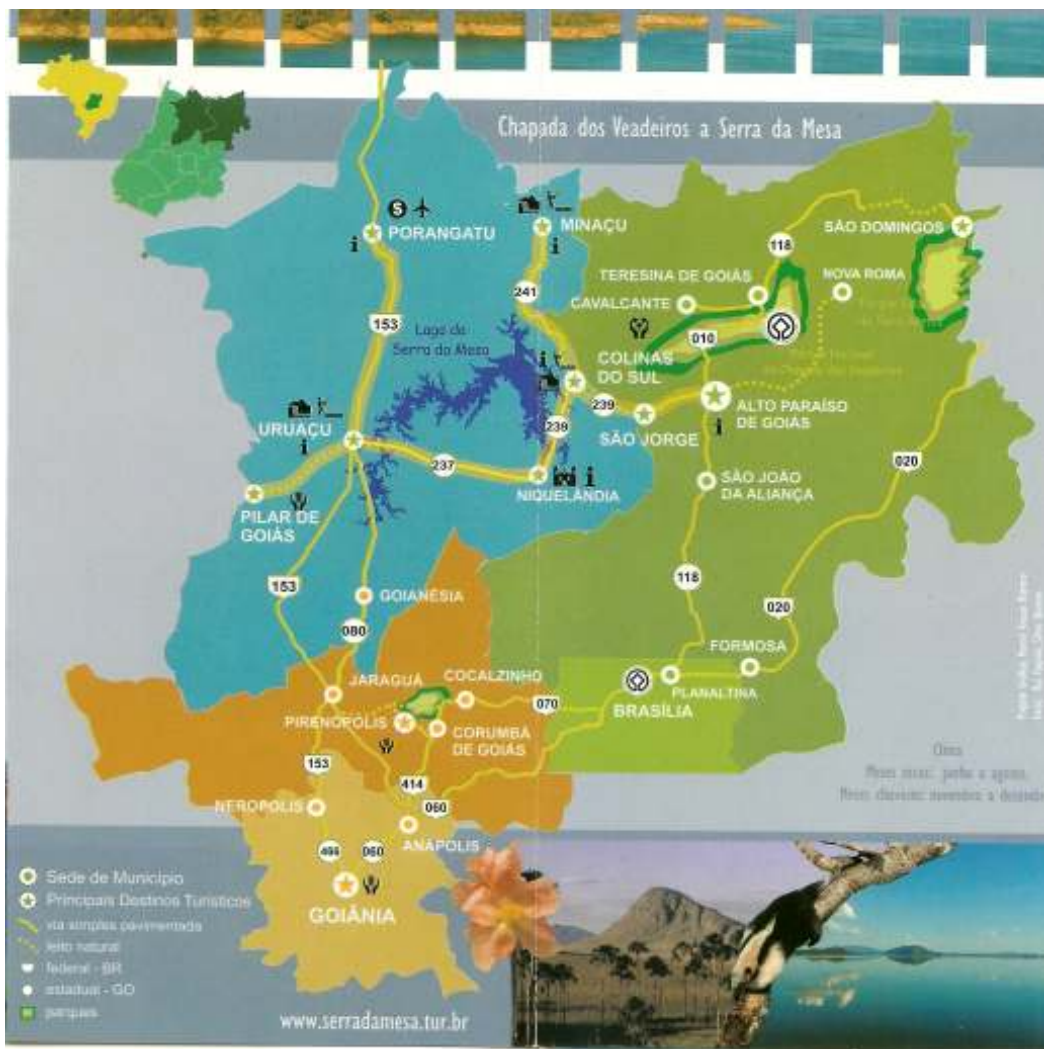 Chapada dos Veadeiros a Serra da Mesa
PORANGATU
MINAÇU
SÃO DOMINGOS
118
TERESINA DE GOIÁS
NOVA ROMA
CAVALCANTE
241
153
Lago da
Serra da Mesa
010
COLINAS
DO SUL
239
SÃO JORGE
ALTO PARAÍSO
DE GOIÁS
URUAÇU
239
237
020
NIQUELÂNDIA
SÃO JOÃO
DA ALIANÇA
PILAR DE
GOIÁS
153
118
GOIANÉSIA
020
080
FORMOSA
JARAGUÁ
COCALZINHO
PLANALTINA
070
BRASÍLIA
PIRENÓPOLIS
CORUMBÁ
DE GOIÁS
153
414
060
NERÓPOLIS
ANÁPOLIS
466
060
GOIÂNIA
Sede de Município
Principais Destinos Turísticos
via simples pavimentada
leito natural
federal - BR
estadual - GO
parques
www.serradamesa.tur.br